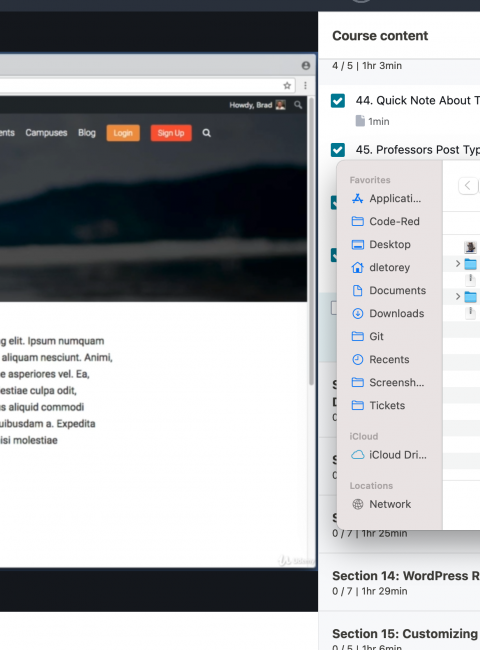 Howdy, Brad
ents Campuses Blog Login Sign Up
g elit. Ipsum numquam
aliquam nesciunt. Animi,
e asperiores vel. Ea,
estiae culpa odit,
us aliquid commodi
uibusdam a. Expedita
isi molestiae
Udemy
Course content
4 / 5 | 1hr 3min
44. Quick Note About T
1min
45. Professors Post Typ
Favorites
Applicati...
Code-Red
Desktop
dletorey
Documents
Downloads
Git
Recents
Screensh...
Tickets
iCloud
iCloud Dri...
Locations
Network
0 / 7 | 1hr 25min
Section 14: WordPress R
0 / 7 | 1hr 29min
Section 15: Customizing
0 / 5 | 1hr 6min